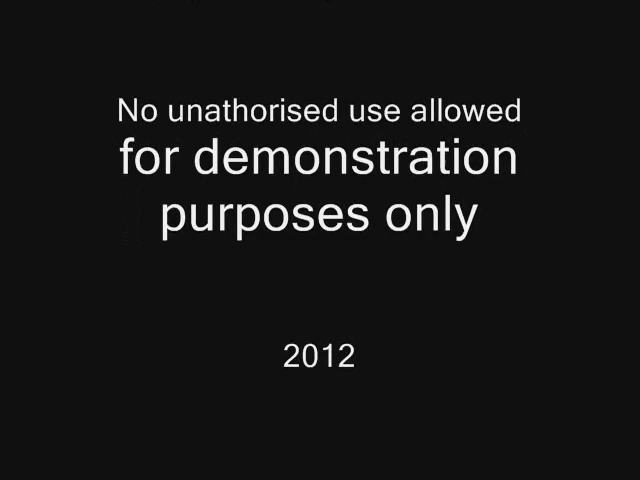 No unathorised use allowed
for demonstration
purposes only
2012